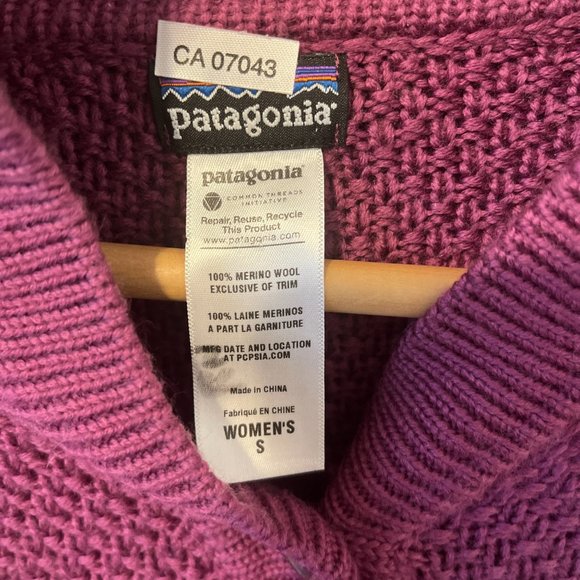 CA 07043
patagonia
patagonia
COMMON THREADS
INITIATIVE
Repair, Reuse, Recycle
This Product
www.patagonia.com
100% MERINO WOOL
EXCLUSIVE OF TRIM
100% LAINE MERINOS
A PART LA GARNITURE
MFG DATE AND LOCATION
AT PCPSIA.COM
Made in CHINA
Fabriqué EN CHINE
WOMEN'S
S